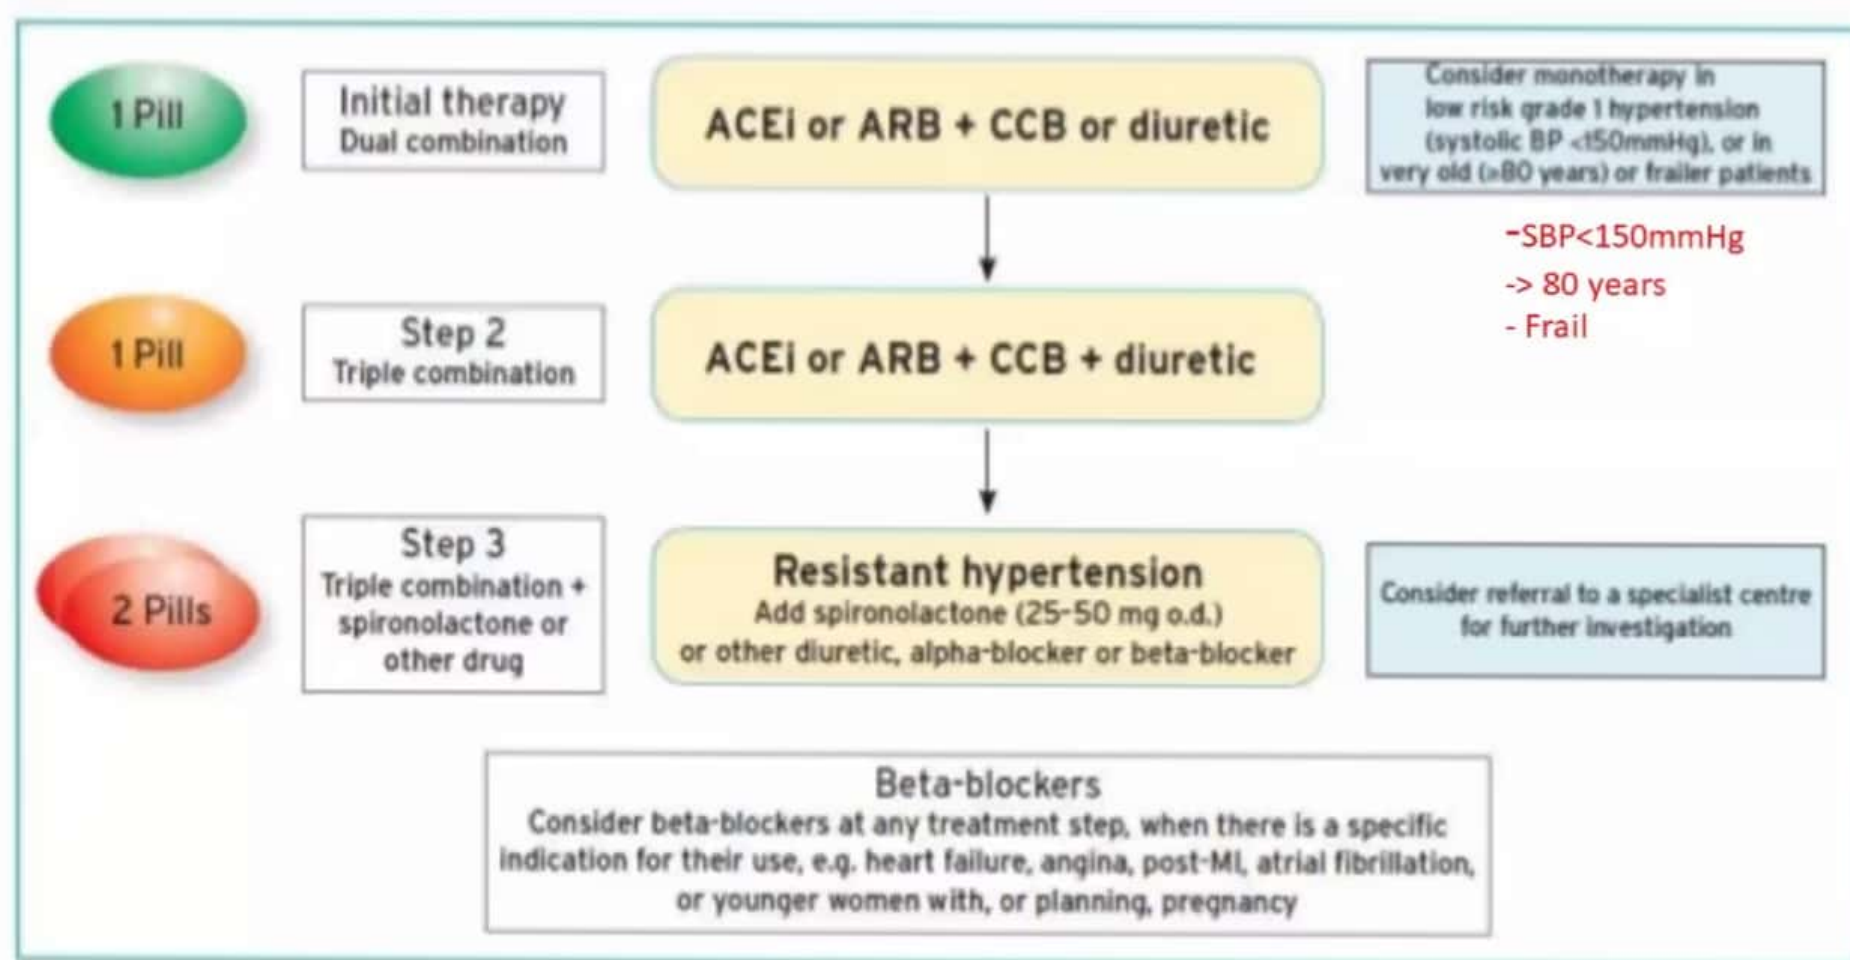 1 Pill
Initial therapy
Dual combination
ACEi or ARB + CCB or diuretic
Consider monotherapy in
low risk grade 1 hypertension
(systolic BP <150mmHg), or in
very old (≥80 years) or frailer patients
-SBP<150mmHg
-> 80 years
- Frail
1 Pill
Step 2
Triple combination
ACEi or ARB + CCB + diuretic
2 Pills
Step 3
Triple combination +
spironolactone or
other drug
Resistant hypertension
Add spironolactone (25-50 mg o.d.)
or other diuretic, alpha-blocker or beta-blocker
Consider referral to a specialist centre
for further investigation
Beta-blockers
Consider beta-blockers at any treatment step, when there is a specific
indication for their use, e.g. heart failure, angina, post-MI, atrial fibrillation,
or younger women with, or planning, pregnancy